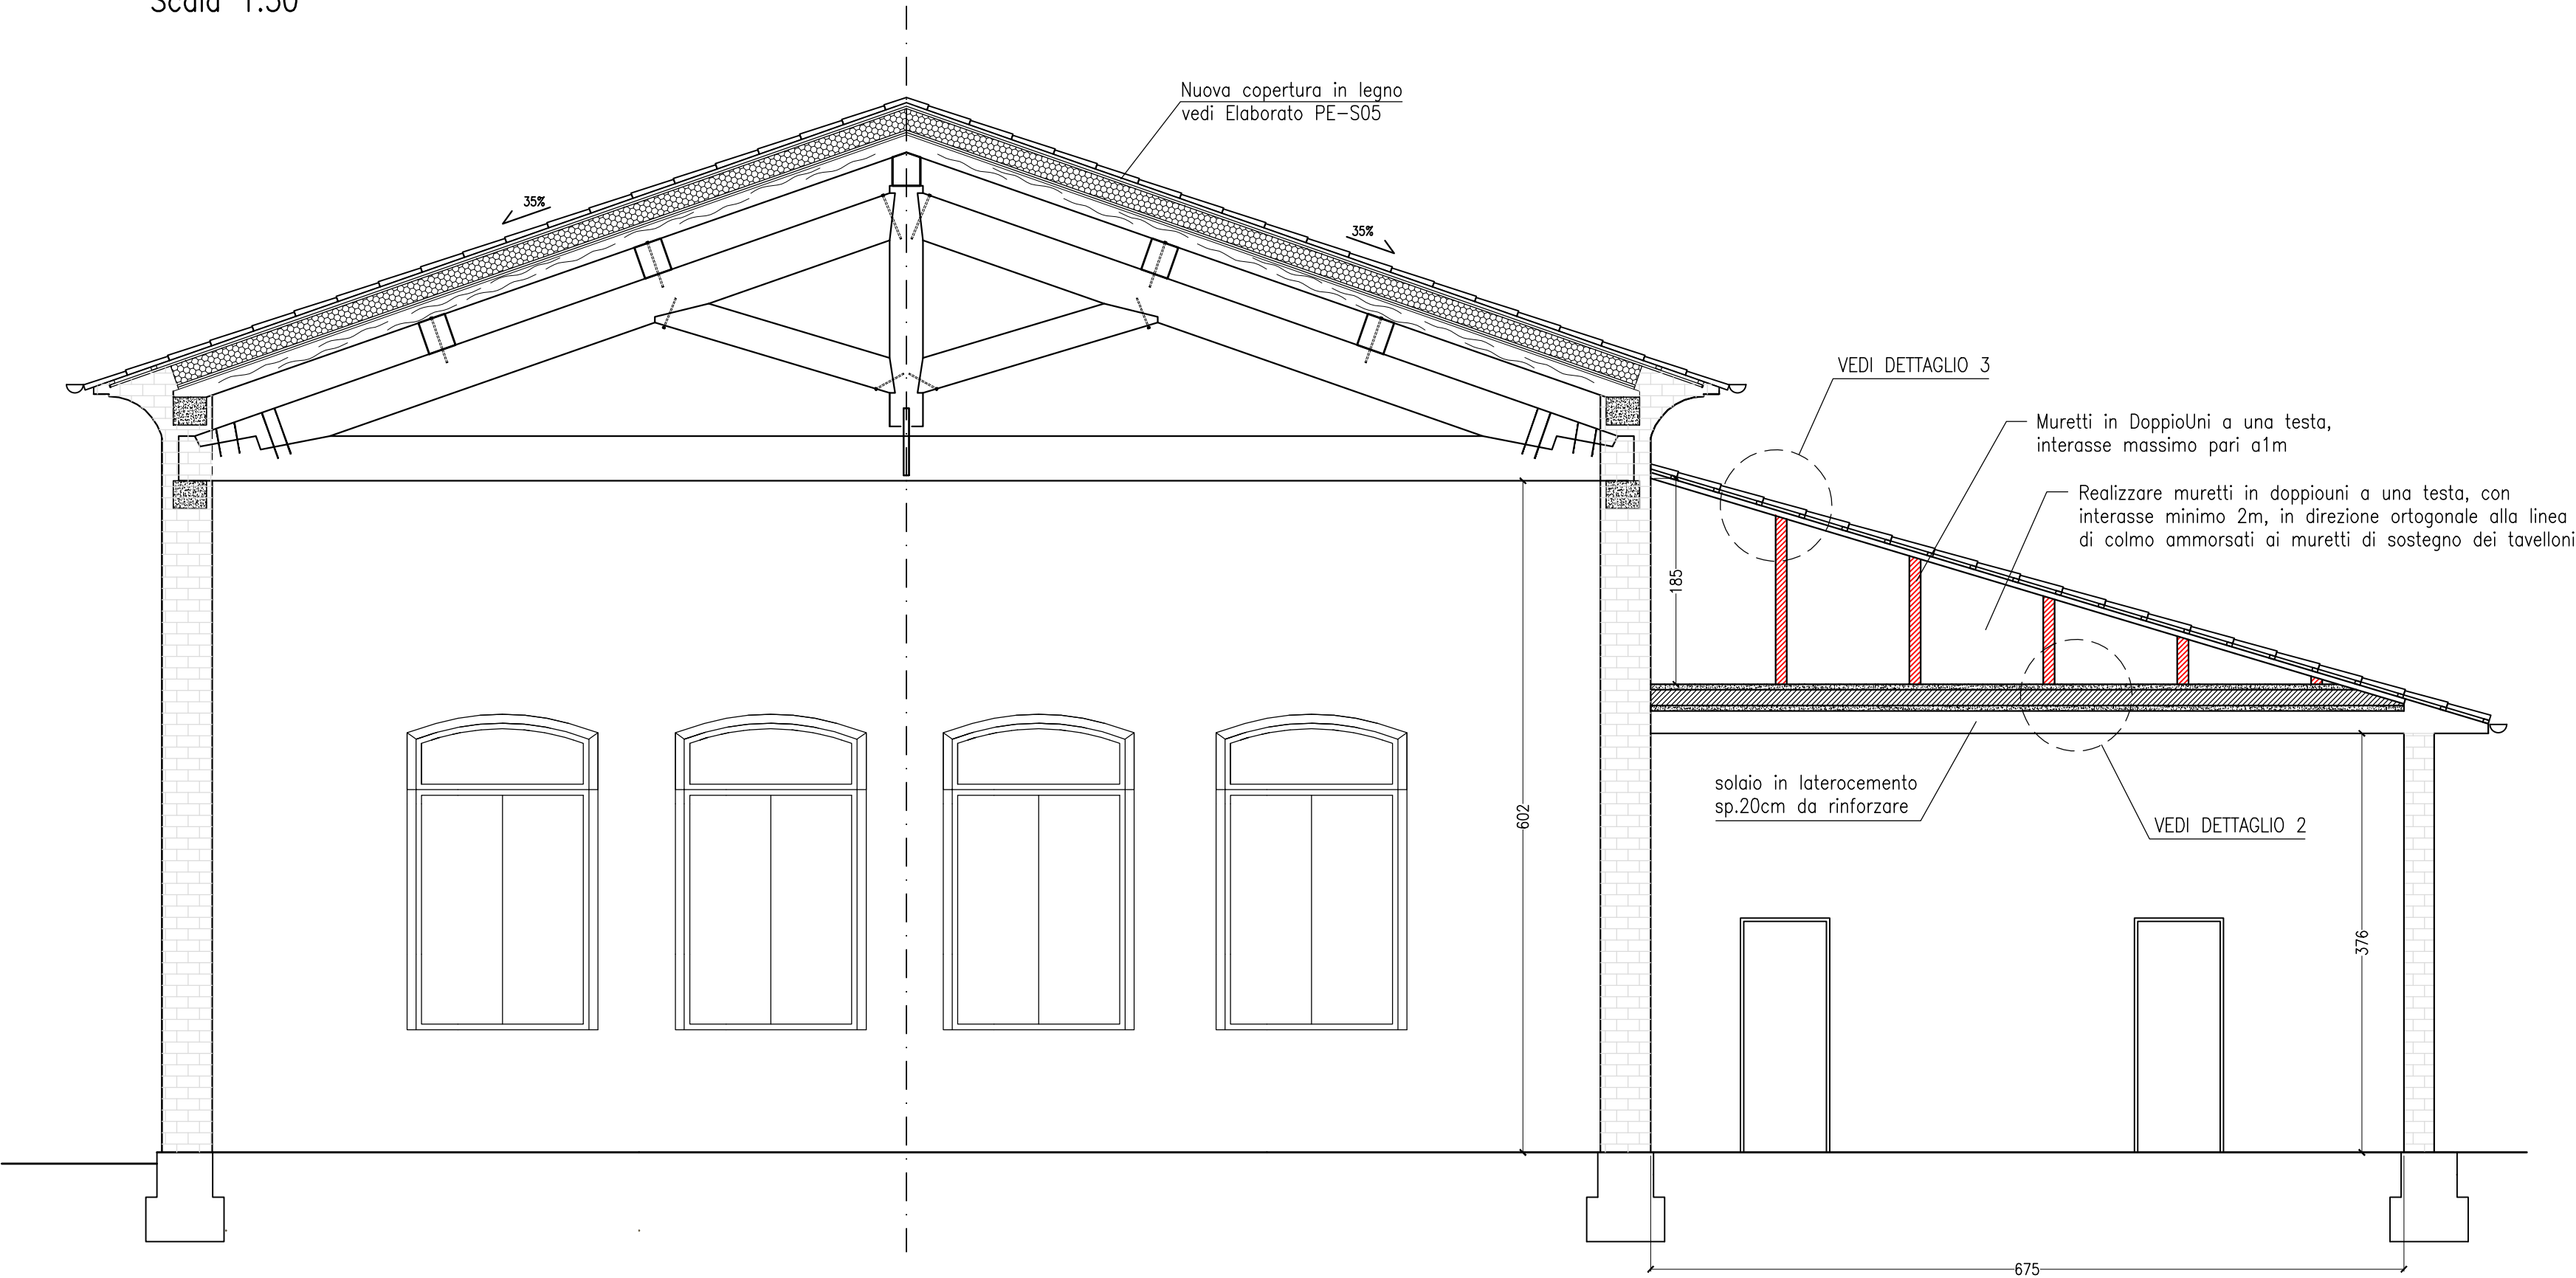 Scala 1:50
Nuova copertura in legno
vedi Elaborato PE-S05
35%
35%
VEDI DETTAGLIO 3
Muretti in DoppioUni a una testa,
interasse massimo pari a1m
Realizzare muretti in doppiouni a una testa, con
interasse minimo 2m, in direzione ortogonale alla linea
di colmo ammorsati ai muretti di sostegno dei tavelloni
185
solaio in laterocemento
sp.20cm da rinforzare
602
VEDI DETTAGLIO 2
376
675